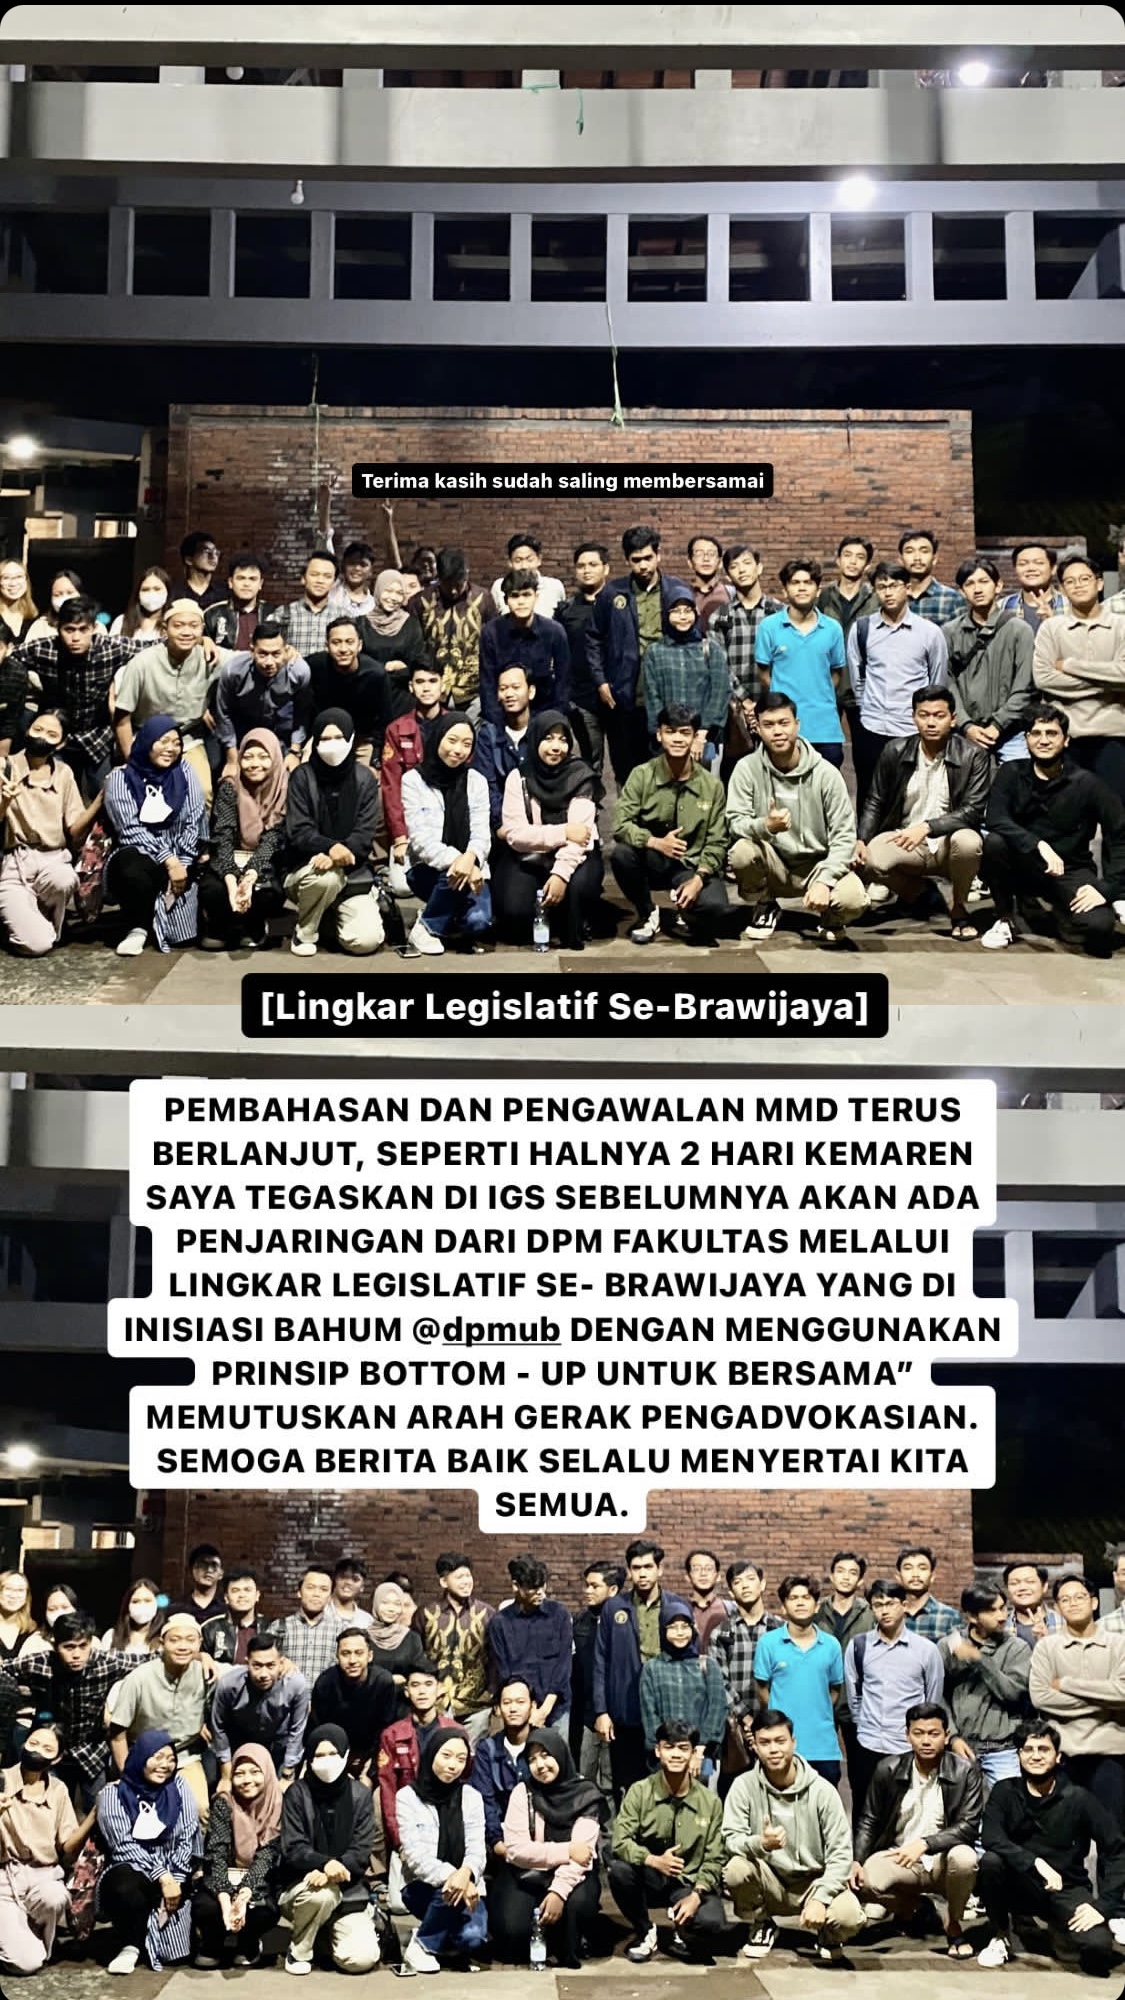 Terima kasih sudah saling membersamai
[Lingkar Legislatif Se-Brawijaya]
PEMBAHASAN DAN PENGAWALAN MMD TERUS
BERLANJUT, SEPERTI HALNYA 2 HARI KEMAREN
SAYA TEGASKAN DI IGS SEBELUMNYA AKAN ADA
PENJARINGAN DARI DPM FAKULTAS MELALUI
LINGKAR LEGISLATIF SE- BRAWIJAYA YANG DI
INISIASI BAHUM @dpmub DENGAN MENGGUNAKAN
PRINSIP BOTTOM - UP UNTUK BERSAMA”
MEMUTUSKAN ARAH GERAK PENGADVOKASIAN.
SEMOGA BERITA BAIK SELALU MENYERTAI KITA
SEMUA.